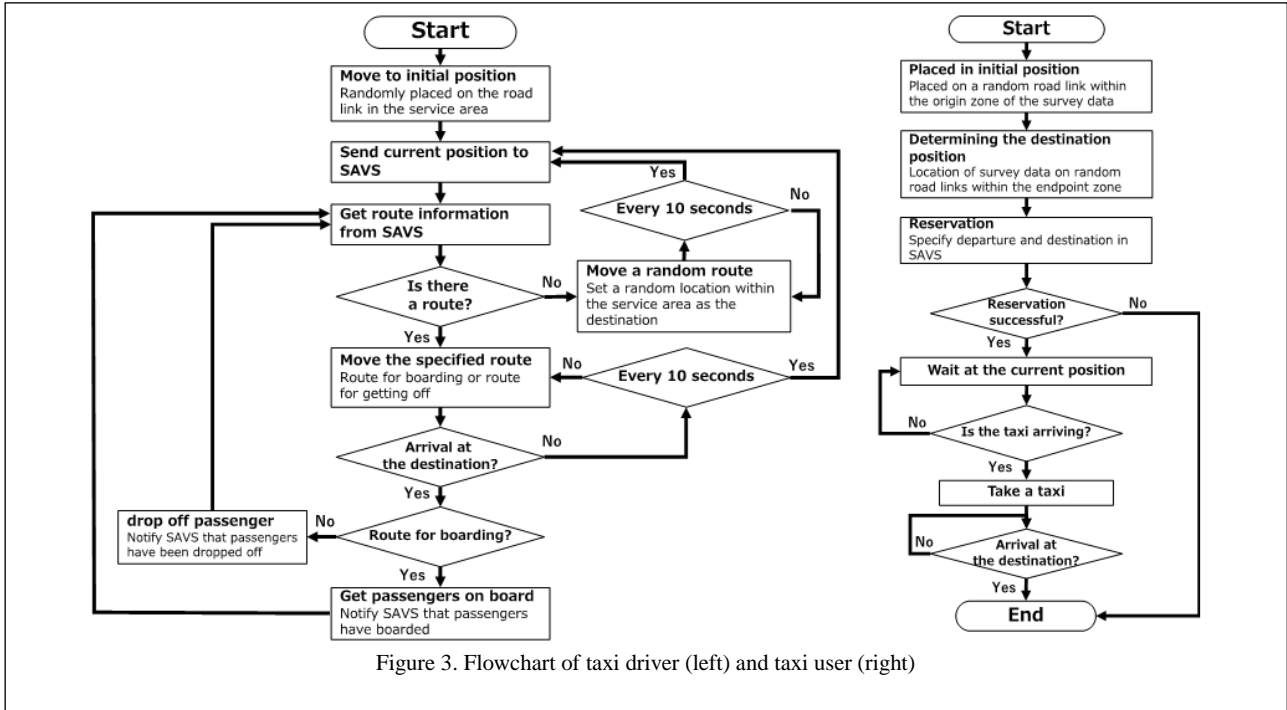 Start
Move to initial position
Randomly placed on the road
link in the service area
Send current position to
SAVS
Yes
No
Every 10 seconds
Get route information
from SAVS
Is there
a route?
No
Move a random route
Set a random location within
the service area as the
destination
Yes
Move the specified route
Route for boarding or route
for getting off
No
Every 10 seconds
Yes
Arrival at
the destination?
No
Yes
drop off passenger
Notify SAVS that passengers
have been dropped off
No
Route for boarding?
Yes
Get passengers on board
Notify SAVS that passengers
have boarded
Start
Placed in initial position
Placed on a random road link within
the origin zone of the survey data
Determining the destination
position
Location of survey data on random
road links within the endpoint zone
Reservation
Specify departure and destination in
SAVS
Reservation
successful?
No
Yes
Wait at the current position
No
Is the taxi arriving?
Yes
Take a taxi
No
Arrival at
the destination?
Yes
End
Figure 3. Flowchart of taxi driver (left) and taxi user (right)